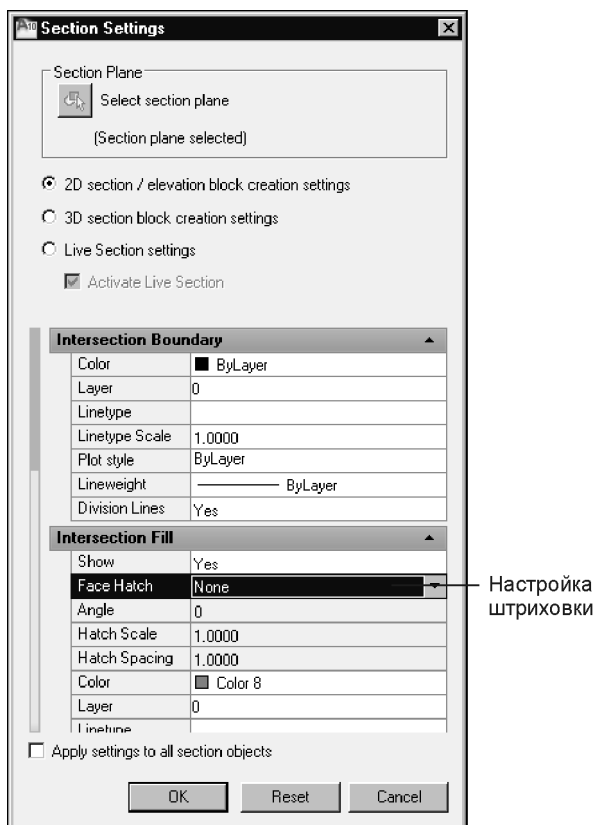 Section Settings
Section Plane
Select section plane
(Section plane selected)
2D section / elevation block creation settings
3D section block creation settings
Live Section settings
Activate Live Section
Intersection Boundary
Color ByLayer
Layer 0
Linetype
Linetype Scale 1.0000
Plot style ByLayer
Lineweight ByLayer
Division Lines Yes
Intersection Fill
Show Yes
Face Hatch None
Настройка
штриховки
Angle 0
Hatch Scale 1.0000
Hatch Spacing 1.0000
Color Color 8
Layer 0
Linetype
Apply settings to all section objects
OK Reset Cancel